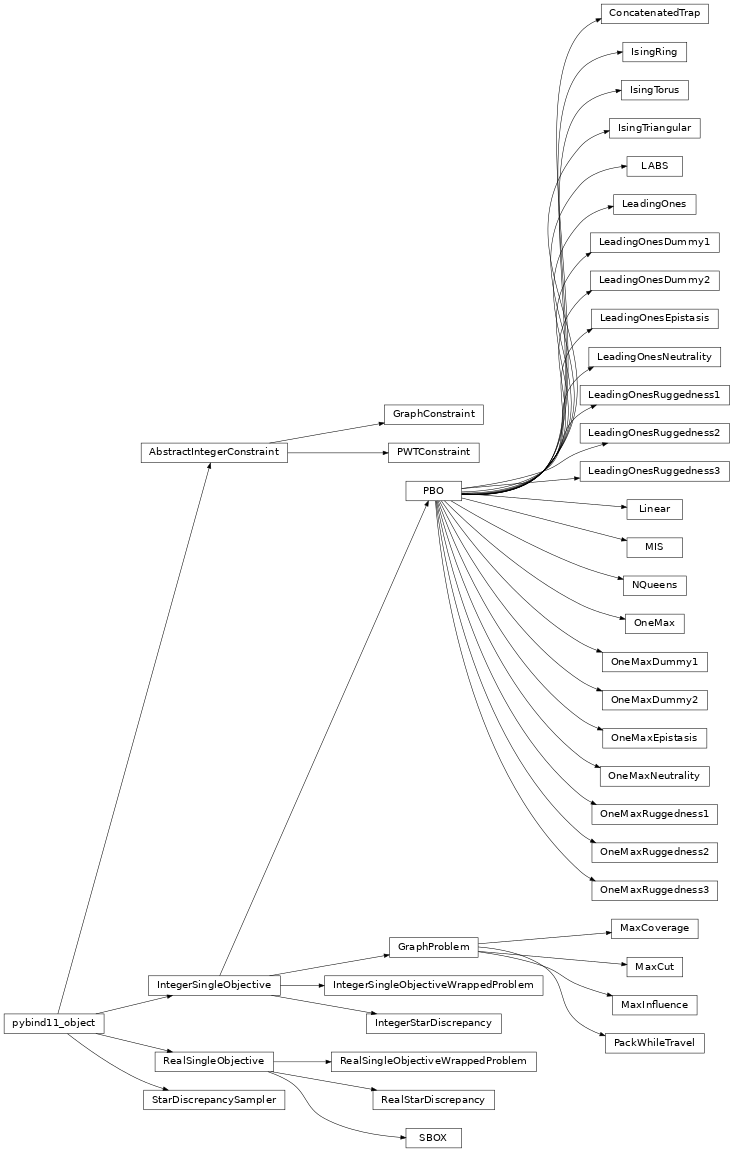 ConcatenatedTrap
IsingRing
IsingTorus
IsingTriangular
LABS
LeadingOnes
LeadingOnesDummy1
LeadingOnesDummy2
LeadingOnesEpistasis
LeadingOnesNeutrality
LeadingOnesRuggedness1
GraphConstraint
LeadingOnesRuggedness2
AbstractIntegerConstraint
PWTConstraint
LeadingOnesRuggedness3
PBO
Linear
MIS
NQueens
OneMax
OneMaxDummy1
OneMaxDummy2
OneMaxEpistasis
OneMaxNeutrality
OneMaxRuggedness1
OneMaxRuggedness2
OneMaxRuggedness3
MaxCoverage
GraphProblem
MaxCut
IntegerSingleObjective
IntegerSingleObjectiveWrappedProblem
MaxInfluence
pybind11_object
IntegerStarDiscrepancy
PackWhileTravel
RealSingleObjective
RealSingleObjectiveWrappedProblem
StarDiscrepancySampler
RealStarDiscrepancy
SBOX